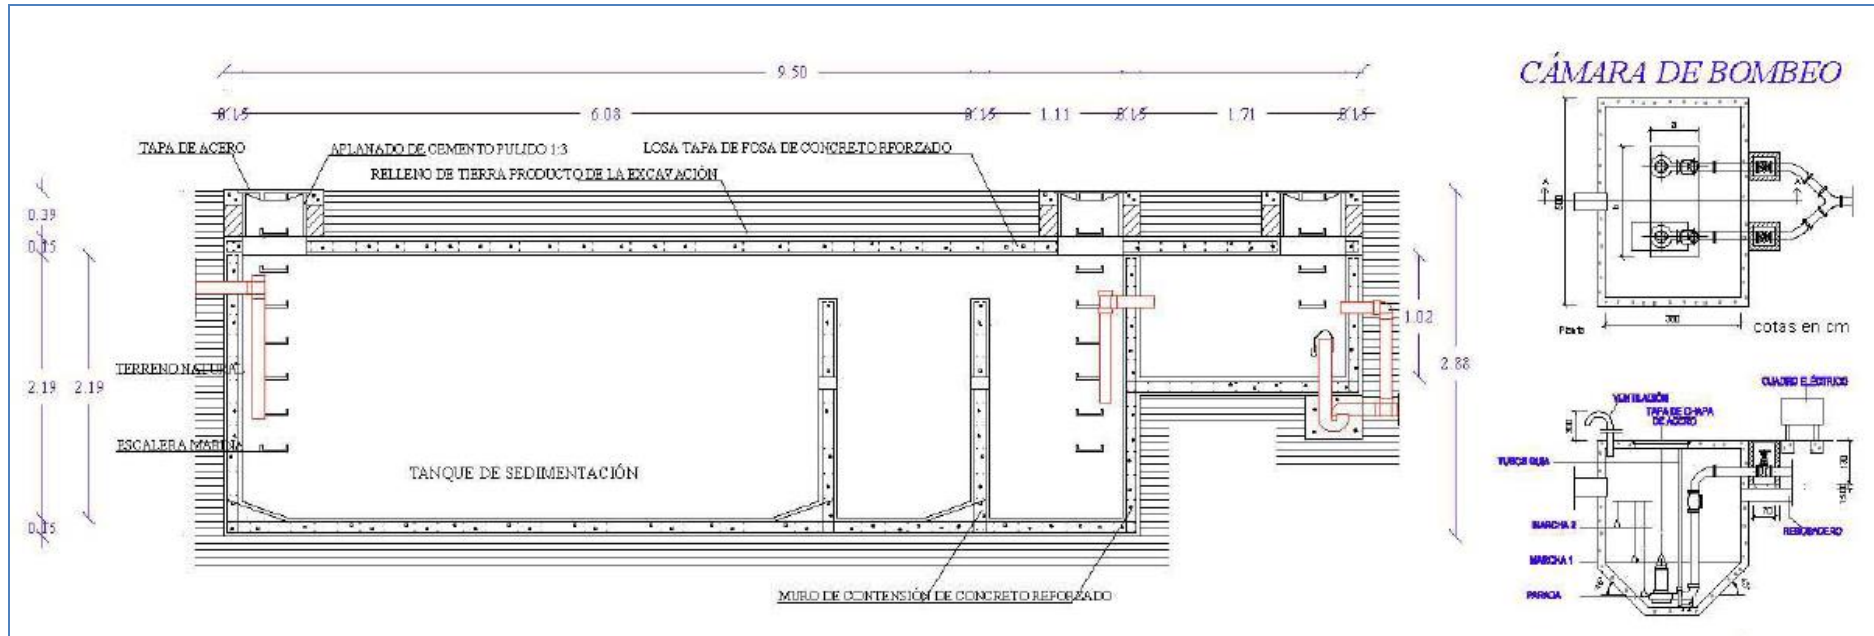 9.50
0.15 6.08 0.15 1.11 0.15 1.71 0.15
TAPA DE ACERO
APLANADO DE CEMENTO PULIDO 1:3
LOSA TAPA DE FOSA DE CONCRETO RFORZADO
RELLENO DE TIERRA PRODUCTO DE LA EXCAVACIÓN
0.39
0.15
2.19
2.19
0.15
TERRENO NATURAL
ESCALERA MARINA
TANQUE DE SEDIMENTACIÓN
MURO DE CONTENSIÓN DE CONCRETO REFORZADO
1.02
2.88
CÁMARA DE BOMBEO
a
b
A
A
Planta
300
cotas en cm
CUADRO ELÉCTRICO
VENTILACIÓN
TAPA DE CHAPA
DE ACERO
TUBOS GUIA
MARCHA 2
MARCHA 1
PARADA
70
REBOSADERO